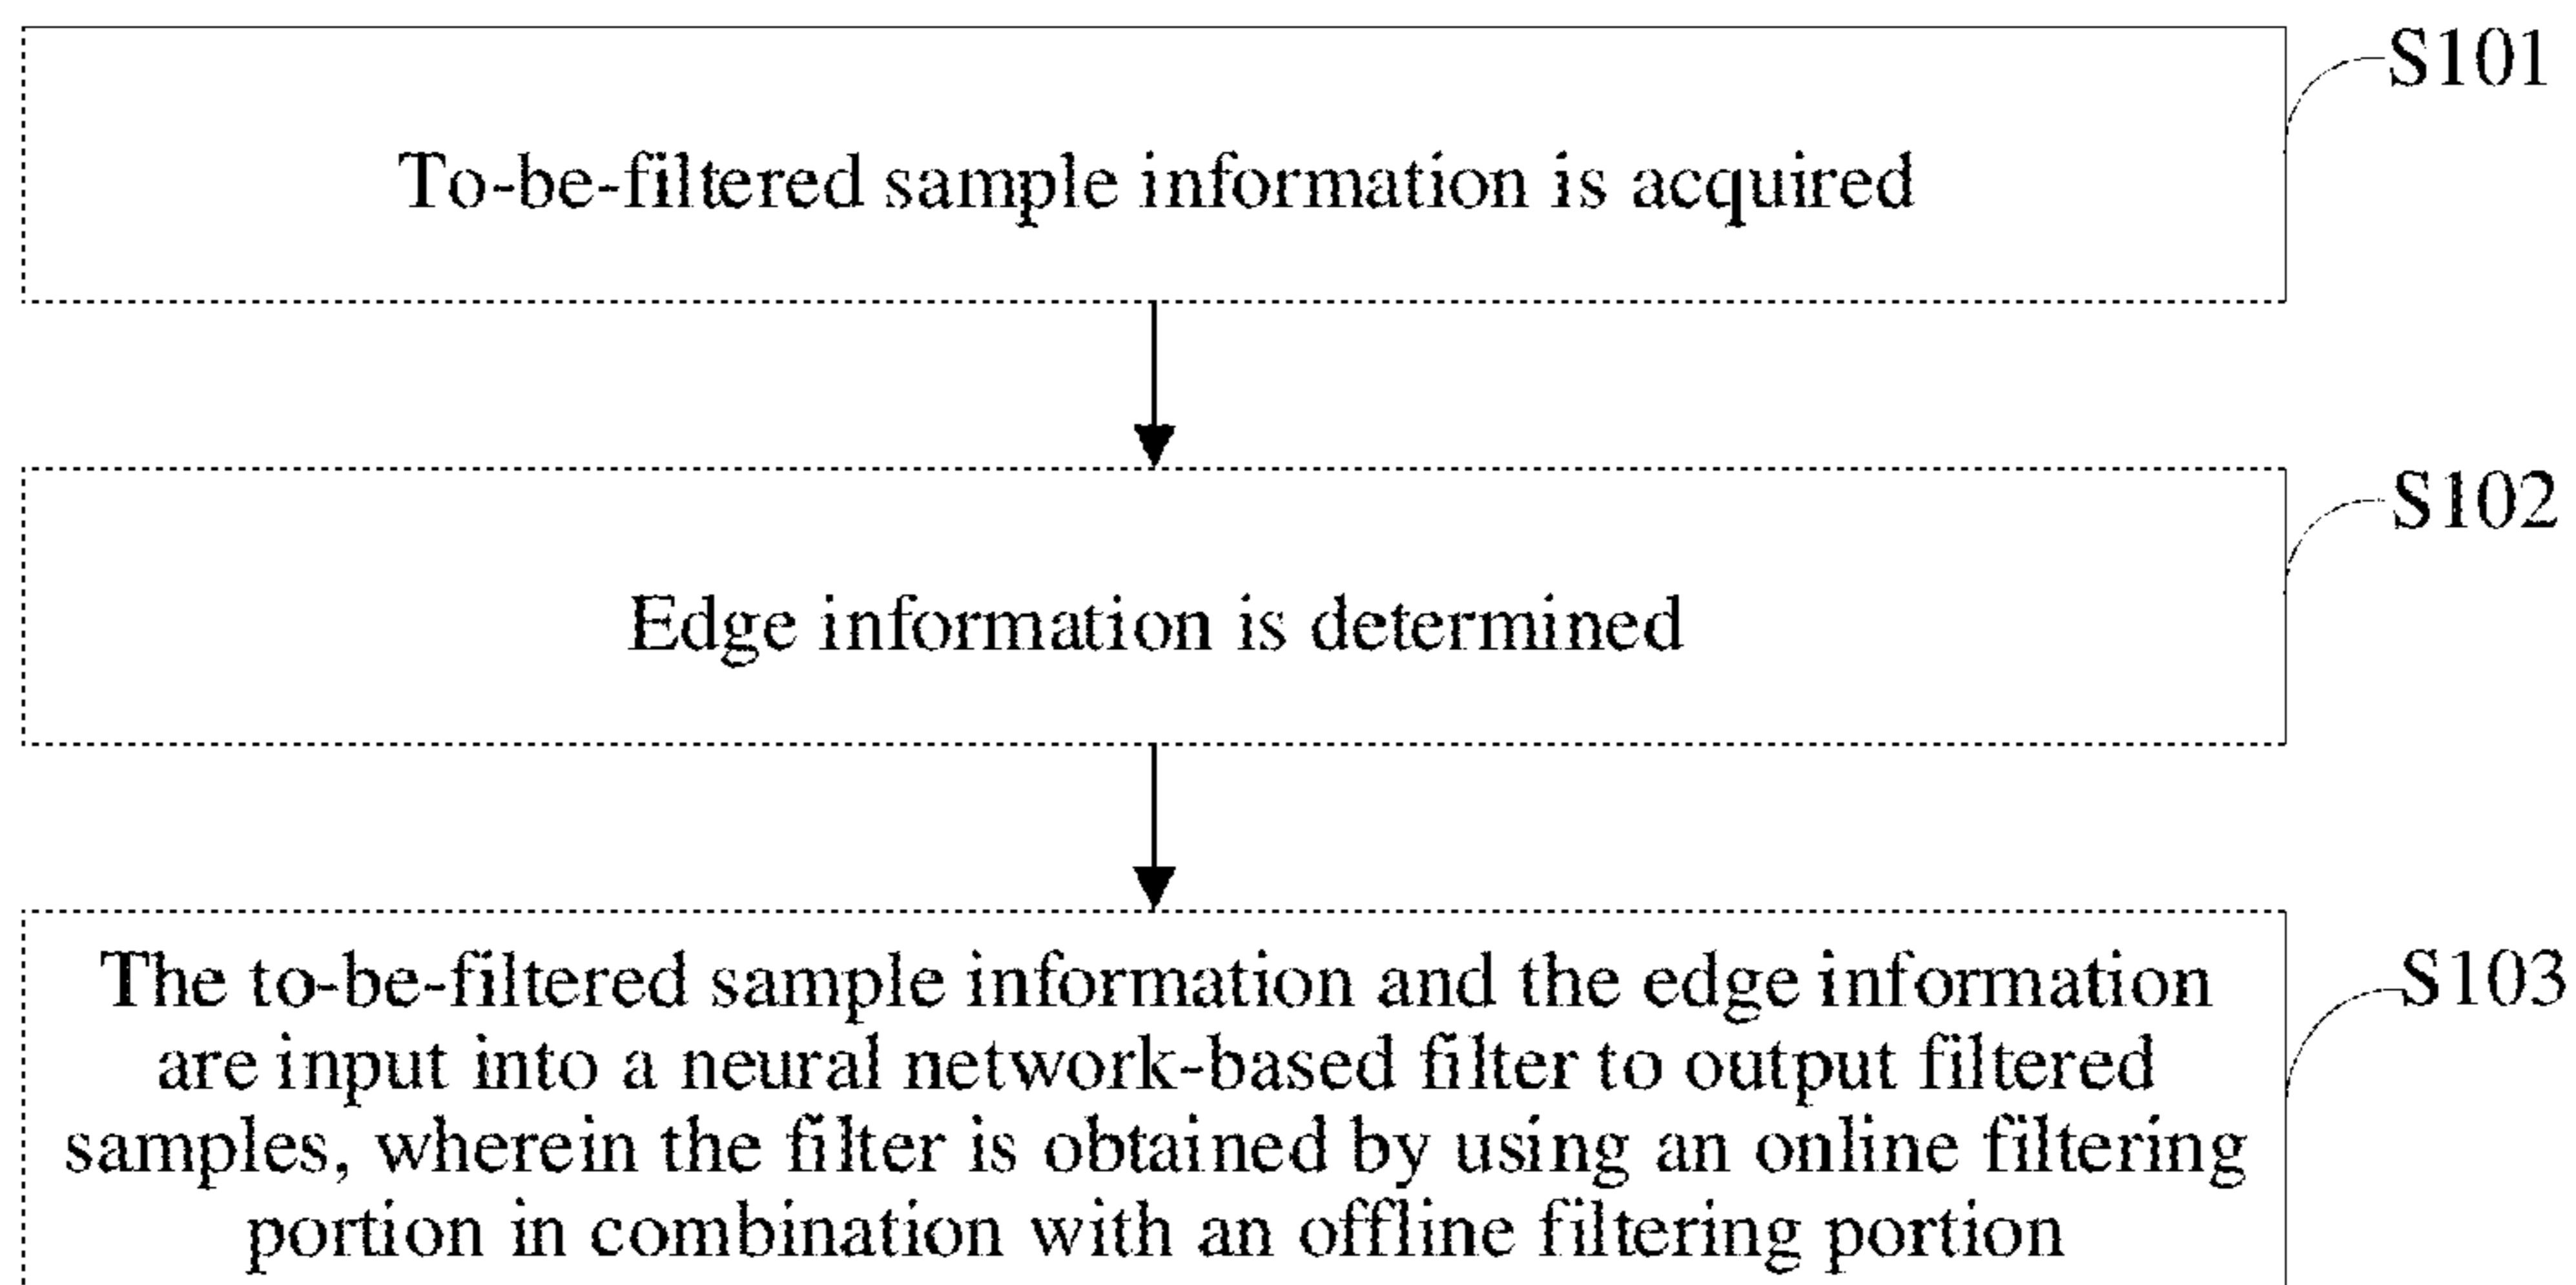 S101
To-be-filtered sample information is acquired
S102
Edge information is determined
S103
The to-be-filtered sample information and the edge information
are input into a neural network-based filter to output filtered
samples, wherein the filter is obtained by using an online filtering
portion in combination with an offline filtering portion